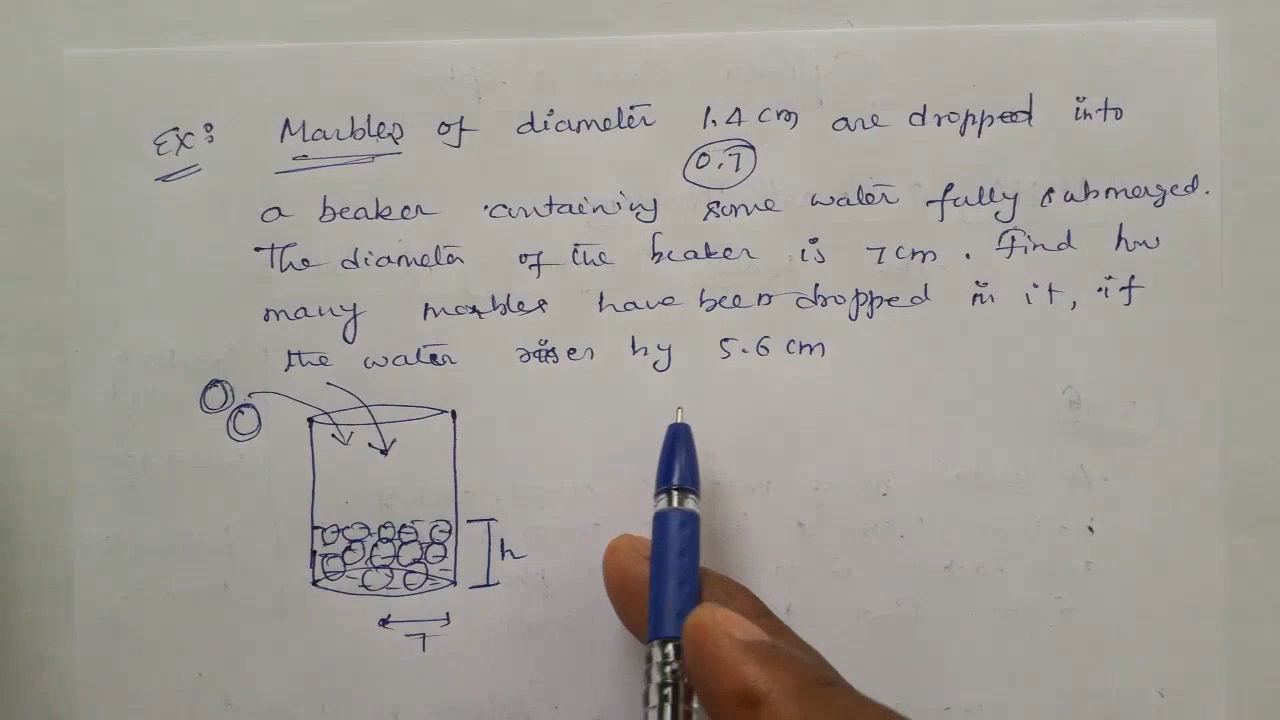 Ex: Marbles of diameter 1.4 cm are dropped into
0.7
a beaker containing some water fully submerged.
The diameter of the beaker is 7cm. Find how
many marbles have been dropped in it, if
the water rises by 5.6 cm
h
7